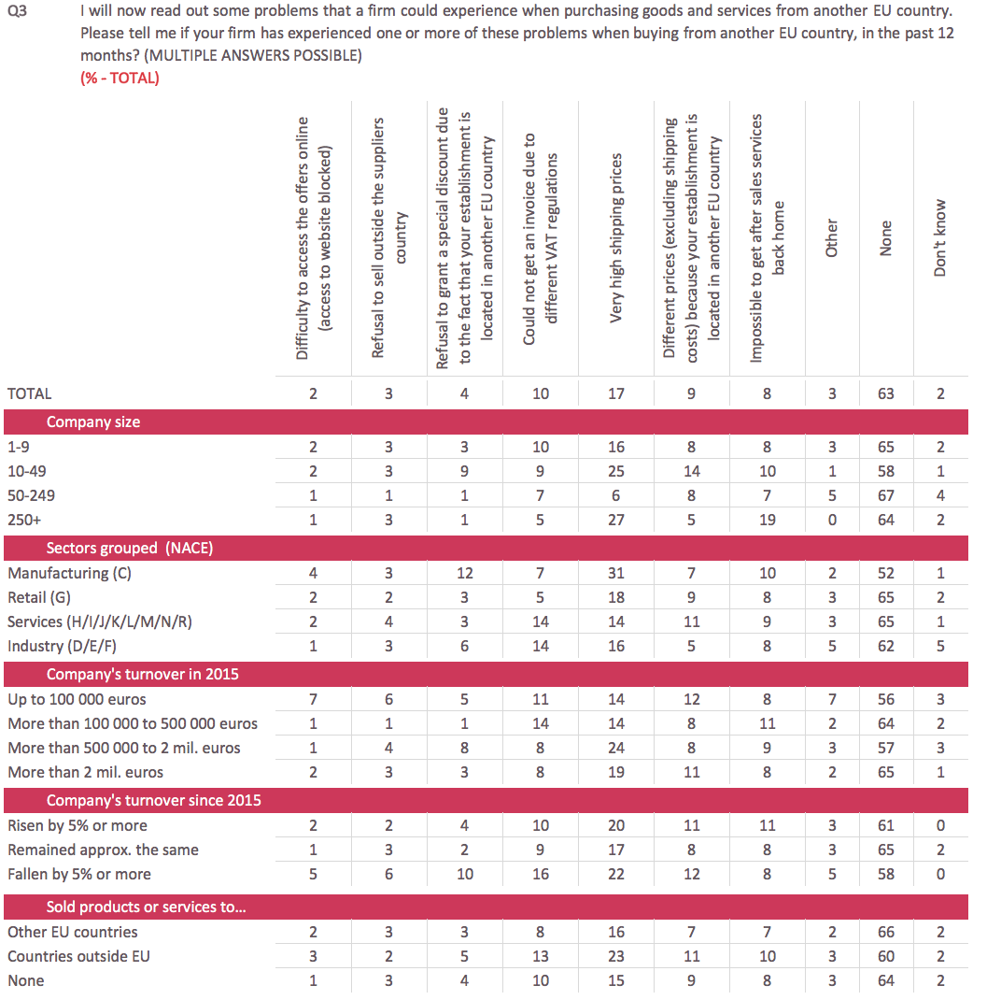 Q3 I will now read out some problems that a firm could experience when purchasing goods and services from another EU country.
Please tell me if your firm has experienced one or more of these problems when buying from another EU country, in the past 12
months? (MULTIPLE ANSWERS POSSIBLE)
(% - TOTAL)
Difficulty to access the offers online
(access to website blocked)
Refusal to sell outside the suppliers
country
Refusal to grant a special discount due
to the fact that your establishment is
located in another EU country
Could not get an invoice due to
different VAT regulations
Very high shipping prices
Different prices (excluding shipping
costs) because your establishment is
located in another EU country
Impossible to get after sales services
back home
Other
None
Don't know
TOTAL 2 3 4 10 17 9 8 3 63 2
Company size
1-9 2 3 3 10 16 8 8 3 65 2
10-49 2 3 9 9 25 14 10 1 58 1
50-249 1 1 1 7 6 8 7 5 67 4
250+ 1 3 1 5 27 5 19 0 64 2
Sectors grouped (NACE)
Manufacturing (C) 4 3 12 7 31 7 10 2 52 1
Retail (G) 2 2 3 5 18 9 8 3 65 2
Services (H/I/J/K/L/M/N/R) 2 4 3 14 14 11 9 3 65 1
Industry (D/E/F) 1 3 6 14 16 5 8 5 62 5
Company's turnover in 2015
Up to 100 000 euros 7 6 5 11 14 12 8 7 56 3
More than 100 000 to 500 000 euros 1 1 1 14 14 8 11 2 64 2
More than 500 000 to 2 mil. euros 1 4 8 8 24 8 9 3 57 3
More than 2 mil. euros 2 3 3 8 19 11 8 2 65 1
Company's turnover since 2015
Risen by 5% or more 2 2 4 10 20 11 11 3 61 0
Remained approx. the same 1 3 2 9 17 8 8 3 65 2
Fallen by 5% or more 5 6 10 16 22 12 8 5 58 0
Sold products or services to...
Other EU countries 2 3 3 8 16 7 7 2 66 2
Countries outside EU 3 2 5 13 23 11 10 3 60 2
None 1 3 4 10 15 9 8 3 64 2